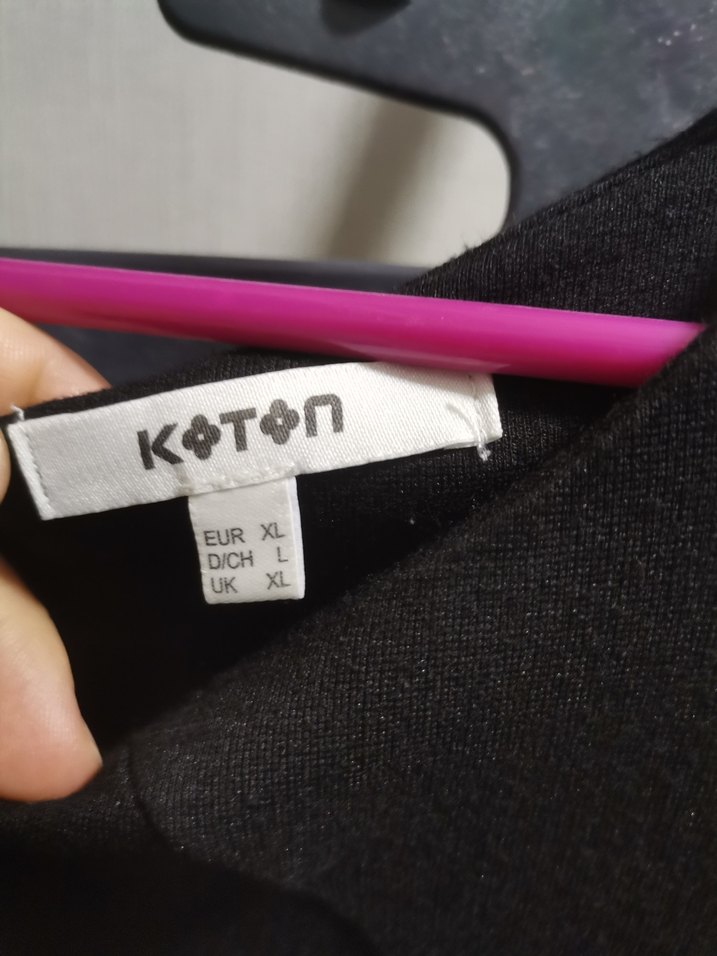 KOTON
EUR XL
D/CH L
UK XL